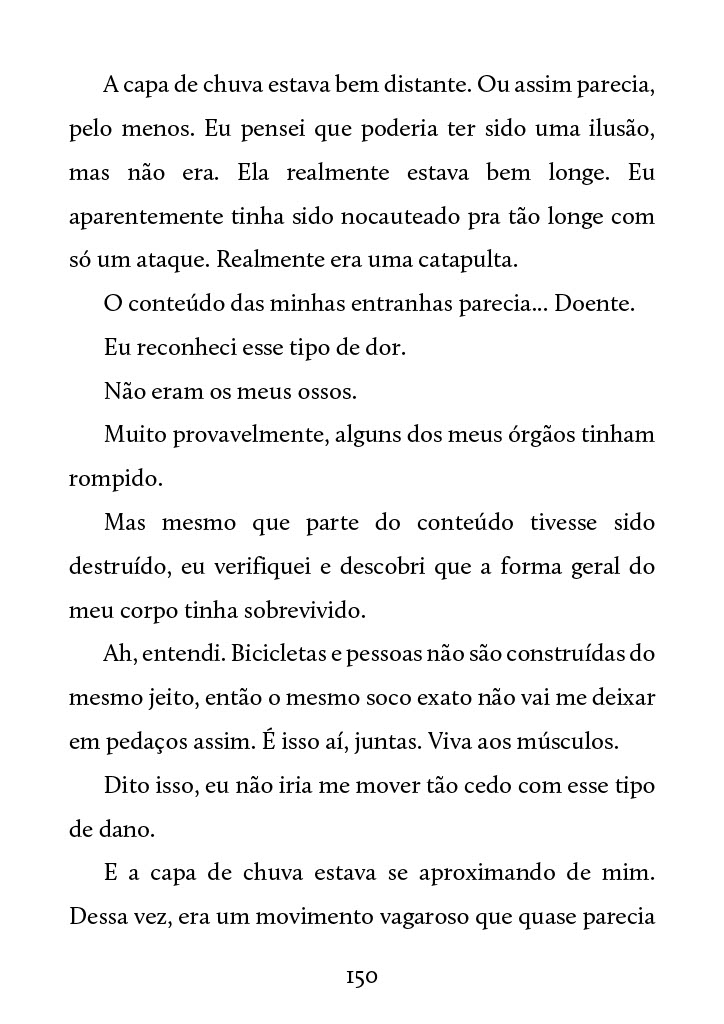 A capa de chuva estava bem distante. Ou assim parecia,
pelo menos. Eu pensei que poderia ter sido uma ilusão,
mas não era. Ela realmente estava bem longe. Eu
aparentemente tinha sido nocauteado pra tão longe com
só um ataque. Realmente era uma catapulta.
O conteúdo das minhas entranhas parecia... Doente.
Eu reconheci esse tipo de dor.
Não eram os meus ossos.
Muito provavelmente, alguns dos meus órgãos tinham
rompido.
Mas mesmo que parte do conteúdo tivesse sido
destruído, eu verifiquei e descobri que a forma geral do
meu corpo tinha sobrevivido.
Ah, entendi. Bicicletas e pessoas não são construídas do
mesmo jeito, então o mesmo soco exato não vai me deixar
em pedaços assim. É isso aí, juntas. Viva aos músculos.
Dito isso, eu não iria me mover tão cedo com esse tipo
de dano.
E a capa de chuva estava se aproximando de mim.
Dessa vez, era um movimento vagaroso que quase parecia
150